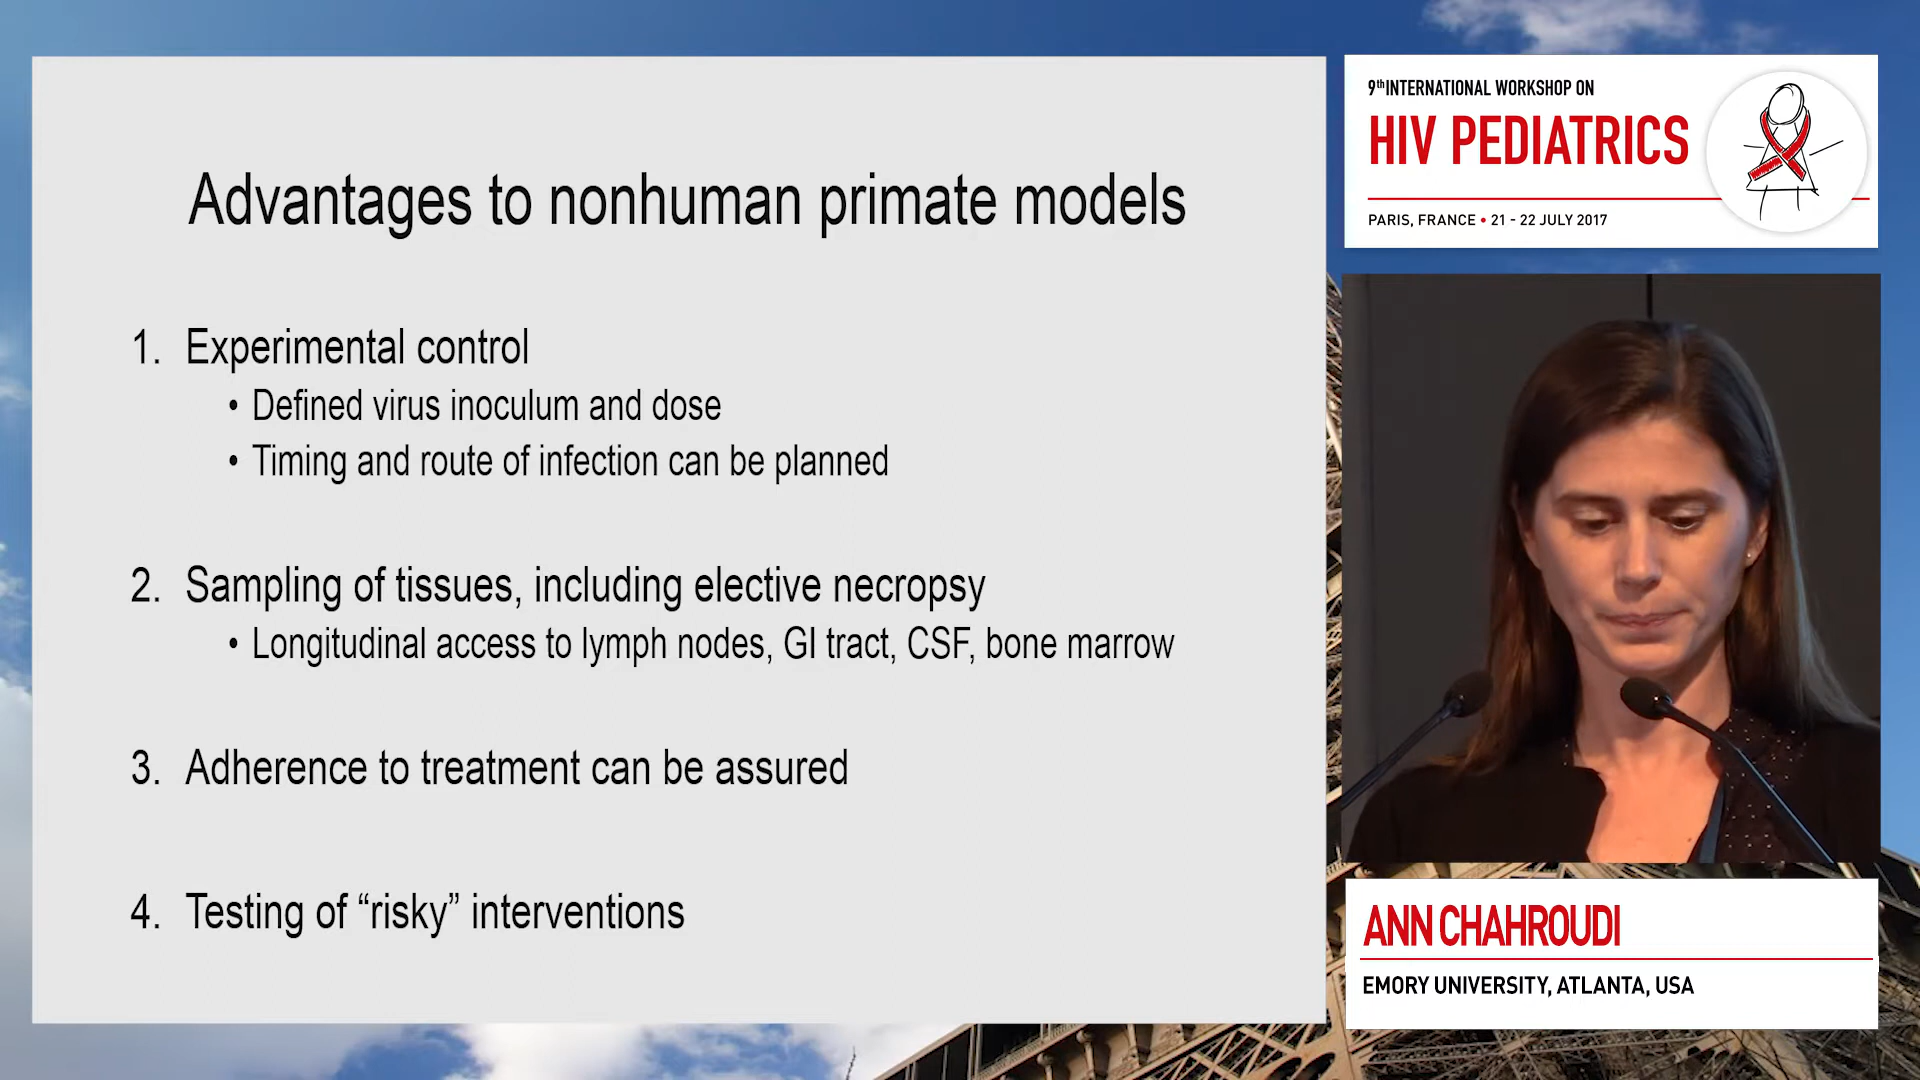 Advantages to nonhuman primate models
1. Experimental control
• Defined virus inoculum and dose
• Timing and route of infection can be planned
2. Sampling of tissues, including elective necropsy
• Longitudinal access to lymph nodes, GI tract, CSF, bone marrow
3. Adherence to treatment can be assured
4. Testing of “risky” interventions
9th INTERNATIONAL WORKSHOP ON
HIV PEDIATRICS
PARIS, FRANCE • 21 - 22 JULY 2017
ANN CHAHROUDI
EMORY UNIVERSITY, ATLANTA, USA